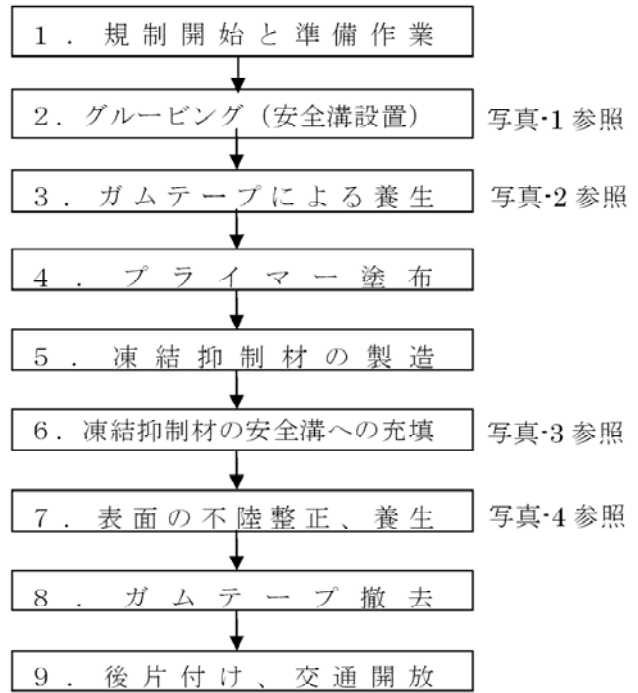 1．規制開始と準備作業
2．グルービング（安全溝設置） 写真-1 参照
3．ガムテープによる養生 写真-2 参照
4．プライマー塗布
5．凍結抑制材の製造
6．凍結抑制材の安全溝への充填 写真-3 参照
7．表面の不陸整正、養生 写真-4 参照
8．ガムテープ撤去
9．後片付け、交通開放